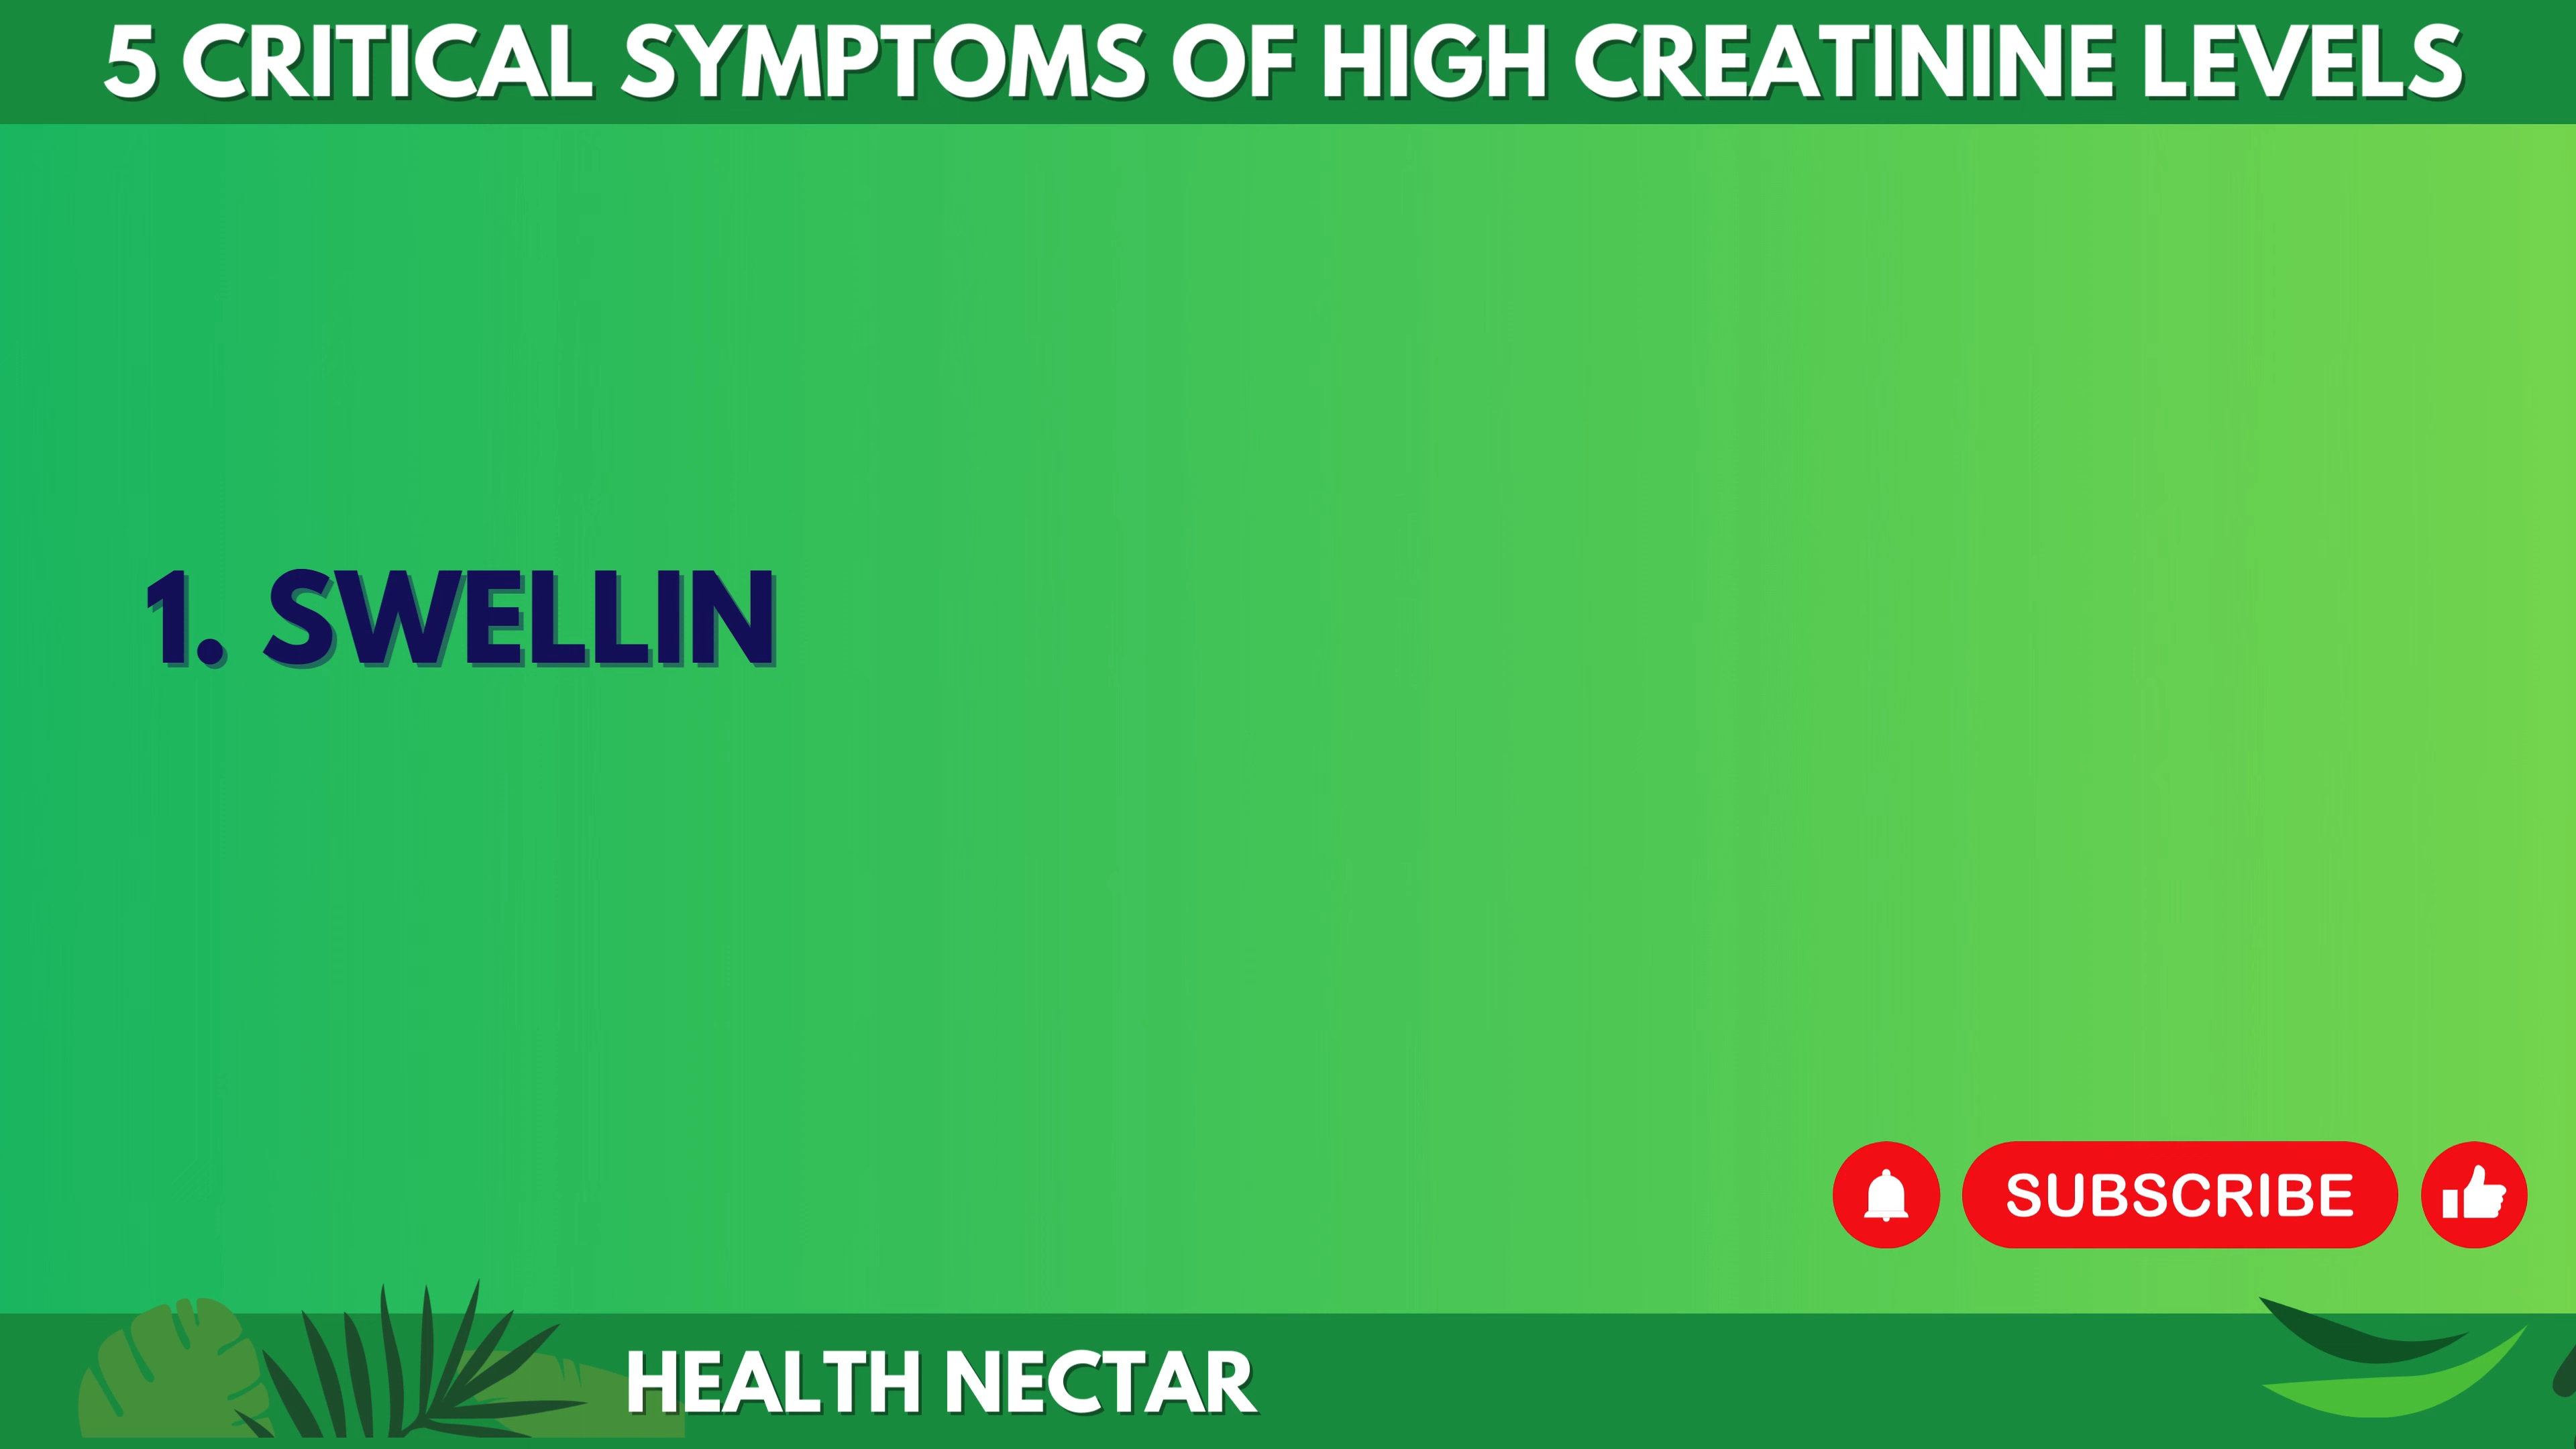 5 CRITICAL SYMPTOMS OF HIGH CREATININE LEVELS
1. SWELLIN
SUBSCRIBE
HEALTH NECTAR